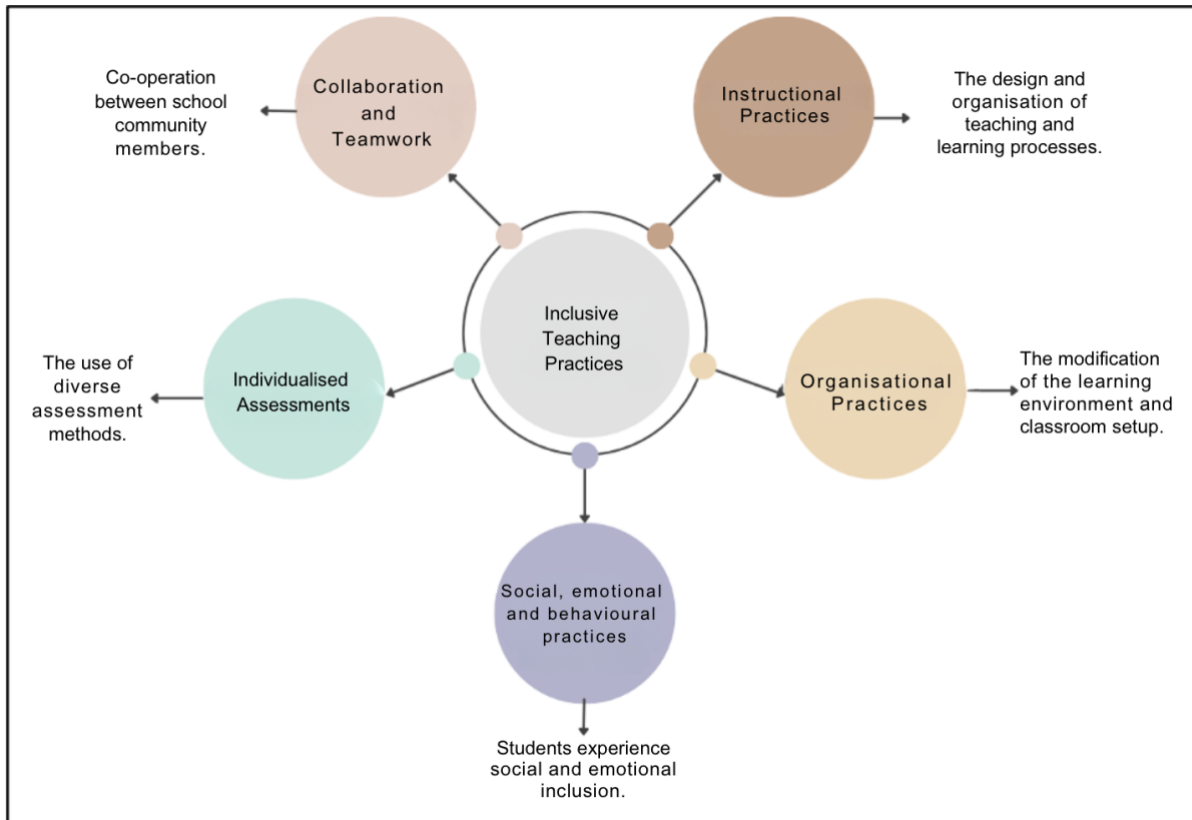 Co-operation
between school
community
members.
Collaboration
and
Teamwork
Instructional
Practices
The design and
organisation of
teaching and
learning processes.
Inclusive
Teaching
Practices
The use of
diverse
assessment
methods.
Individualised
Assessments
Organisational
Practices
The modification
of the learning
environment and
classroom setup.
Social, emotional
and behavioural
practices
Students experience
social and emotional
inclusion.